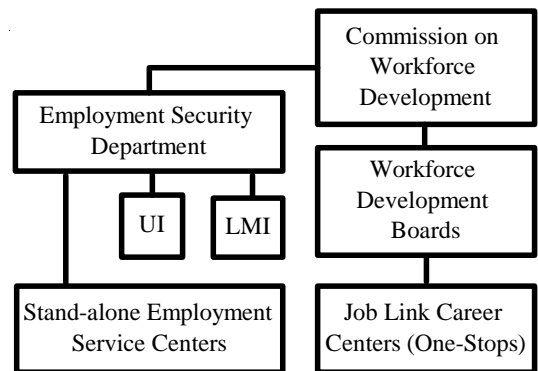 Commission on
Workforce
Development
Employment Security
Department
Workforce
Development
Boards
UI
LMI
Stand-alone Employment
Service Centers
Job Link Career
Centers (One-Stops)